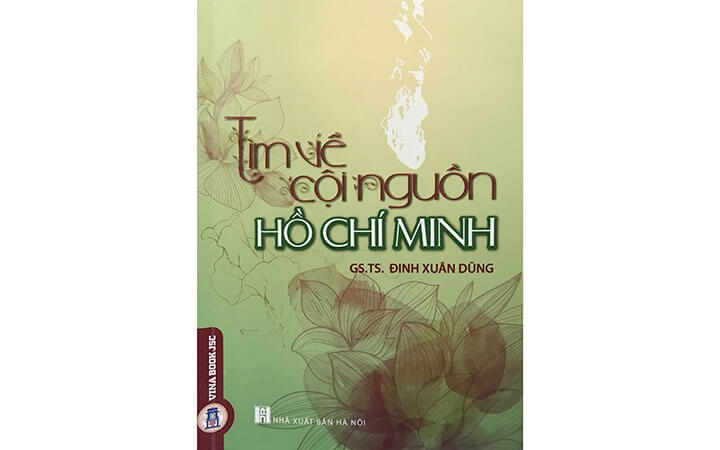 Tìm về
cội nguồn
HỒ CHÍ MINH
GS.TS. ĐINH XUÂN DŨNG
VINA BOOK JSC
NHÀ XUẤT BẢN HÀ NỘI